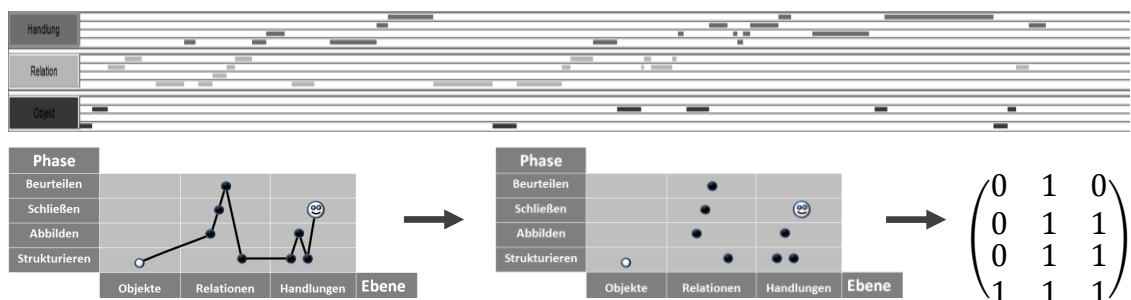 Handlung
Relation
Objekt
Phase
Beurteilen
Schließen
Abbilden
Strukturieren
Objekte Relationen Handlungen Ebene
Phase
Beurteilen
Schließen
Abbilden
Strukturieren
Objekte Relationen Handlungen Ebene
0 1 0
0 1 1
0 1 1
1 1 1